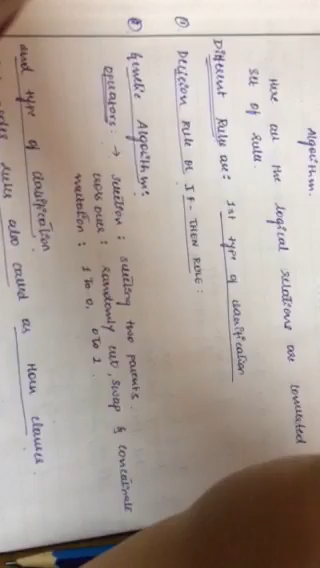 Algorithm.
Here all the logical relations are converted
set of rules.
Different Rules are: 1st type of classification
① Decision Rule or IF-THEN RULE:
② Genetic Algorithm:
operators: → selection: selecting two parents.
cross over: randomly cut, swap & concatenate
mutation: 1 to 0, 0 to 1
2nd type of classification
rules also called as Horn clauses.